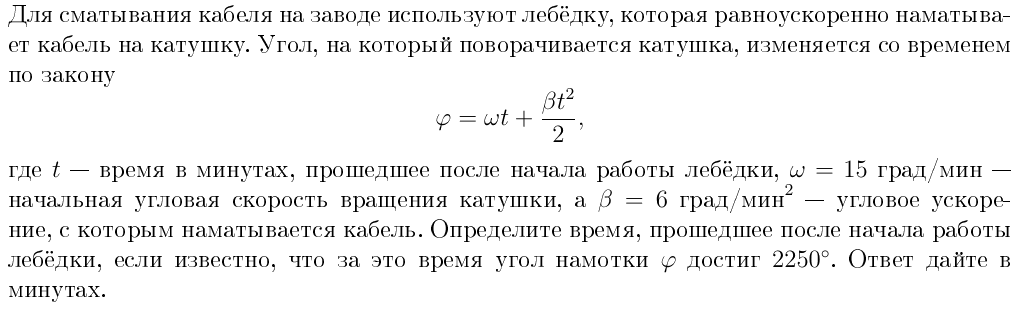 Для сматывания кабеля на заводе используют лебёдку, которая равноускоренно наматыва-
ет кабель на катушку. Угол, на который поворачивается катушка, изменяется со временем
по закону
φ = ωt + βt²/2,
где t — время в минутах, прошедшее после начала работы лебёдки, ω = 15 град/мин —
начальная угловая скорость вращения катушки, а β = 6 град/мин² — угловое ускоре-
ние, с которым наматывается кабель. Определите время, прошедшее после начала работы
лебёдки, если известно, что за это время угол намотки φ достиг 2250°. Ответ дайте в
минутах.